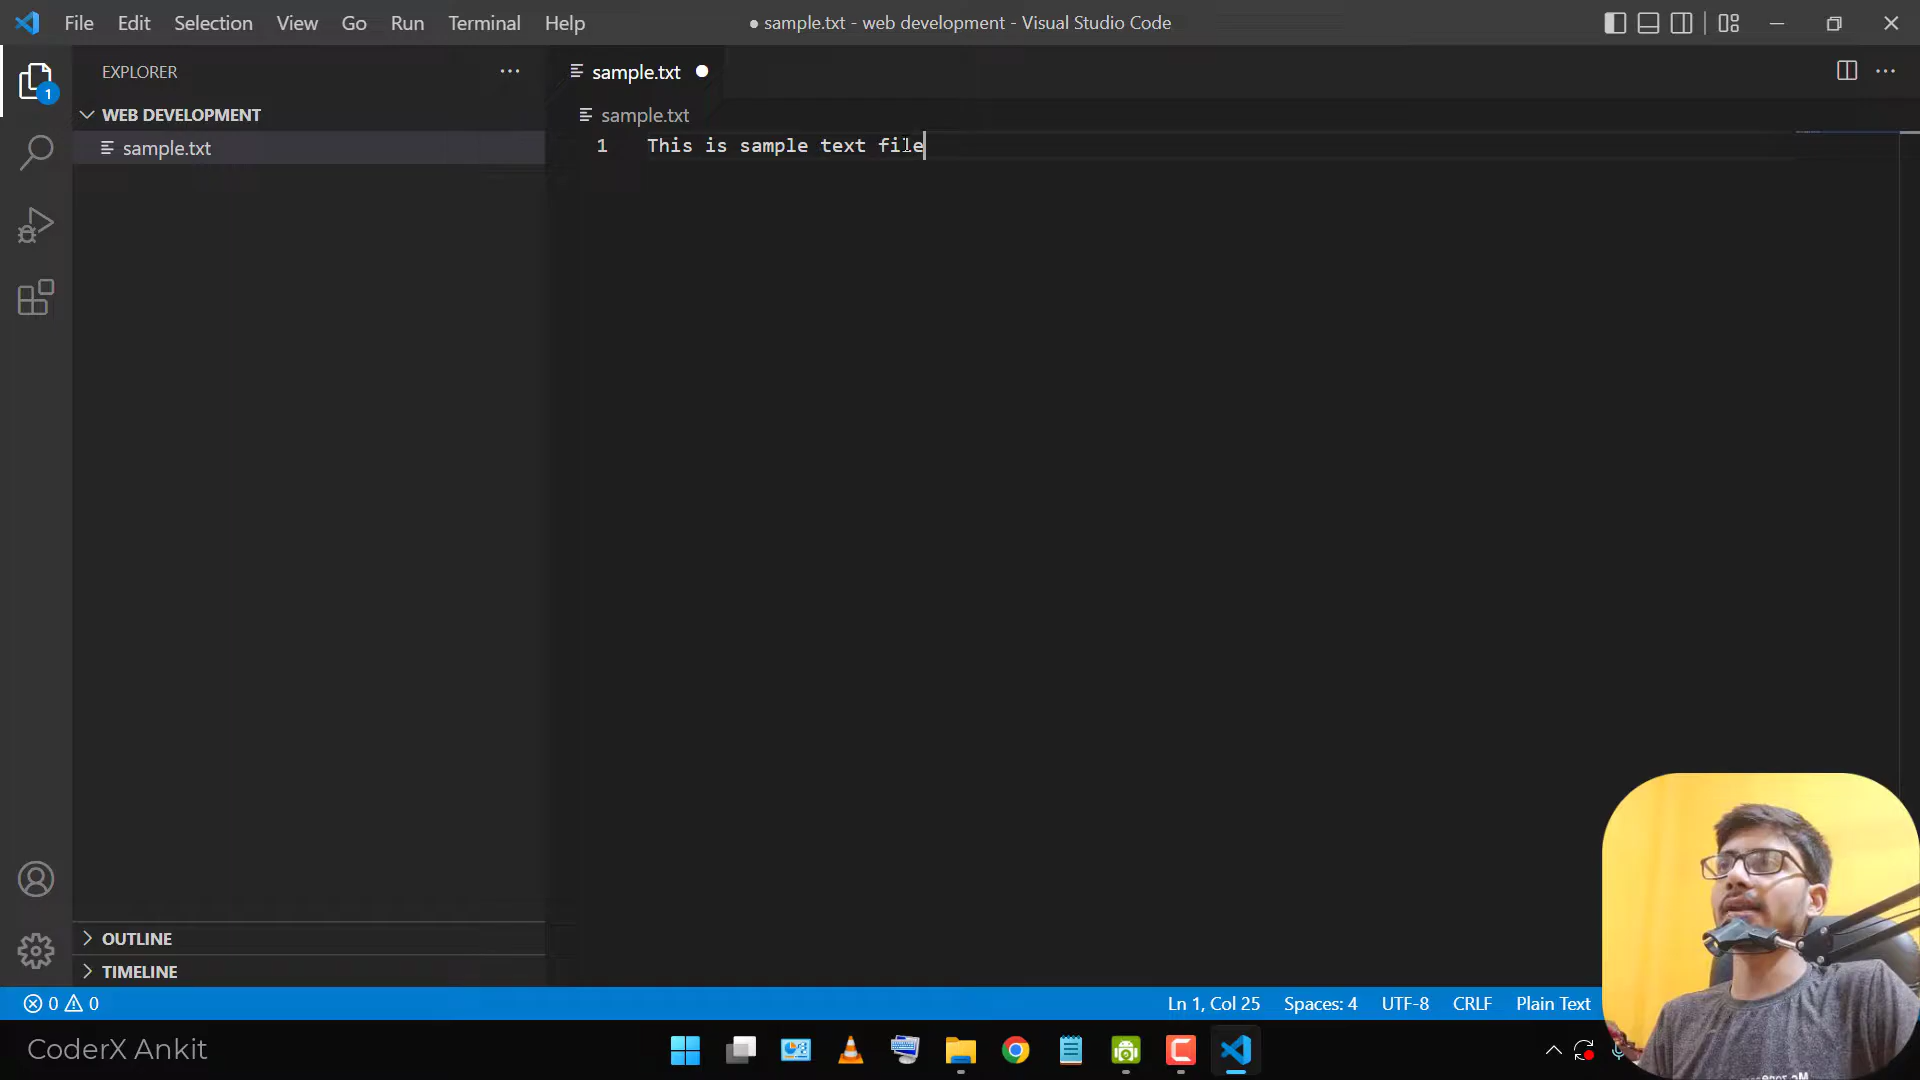 File Edit Selection View Go Run Terminal Help
● sample.txt - web development - Visual Studio Code
EXPLORER
sample.txt
1
WEB DEVELOPMENT
sample.txt
sample.txt
1 This is sample text file
OUTLINE
TIMELINE
0 0
Ln 1, Col 25 Spaces: 4 UTF-8 CRLF Plain Text
CoderX Ankit